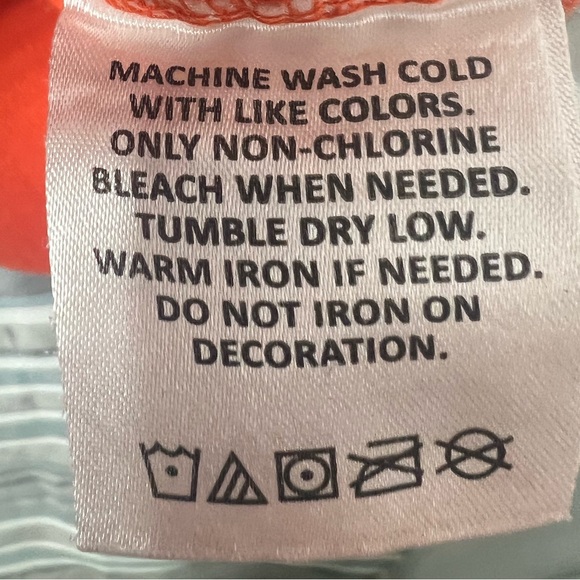 MACHINE WASH COLD
WITH LIKE COLORS.
ONLY NON-CHLORINE
BLEACH WHEN NEEDED.
TUMBLE DRY LOW.
WARM IRON IF NEEDED.
DO NOT IRON ON
DECORATION.